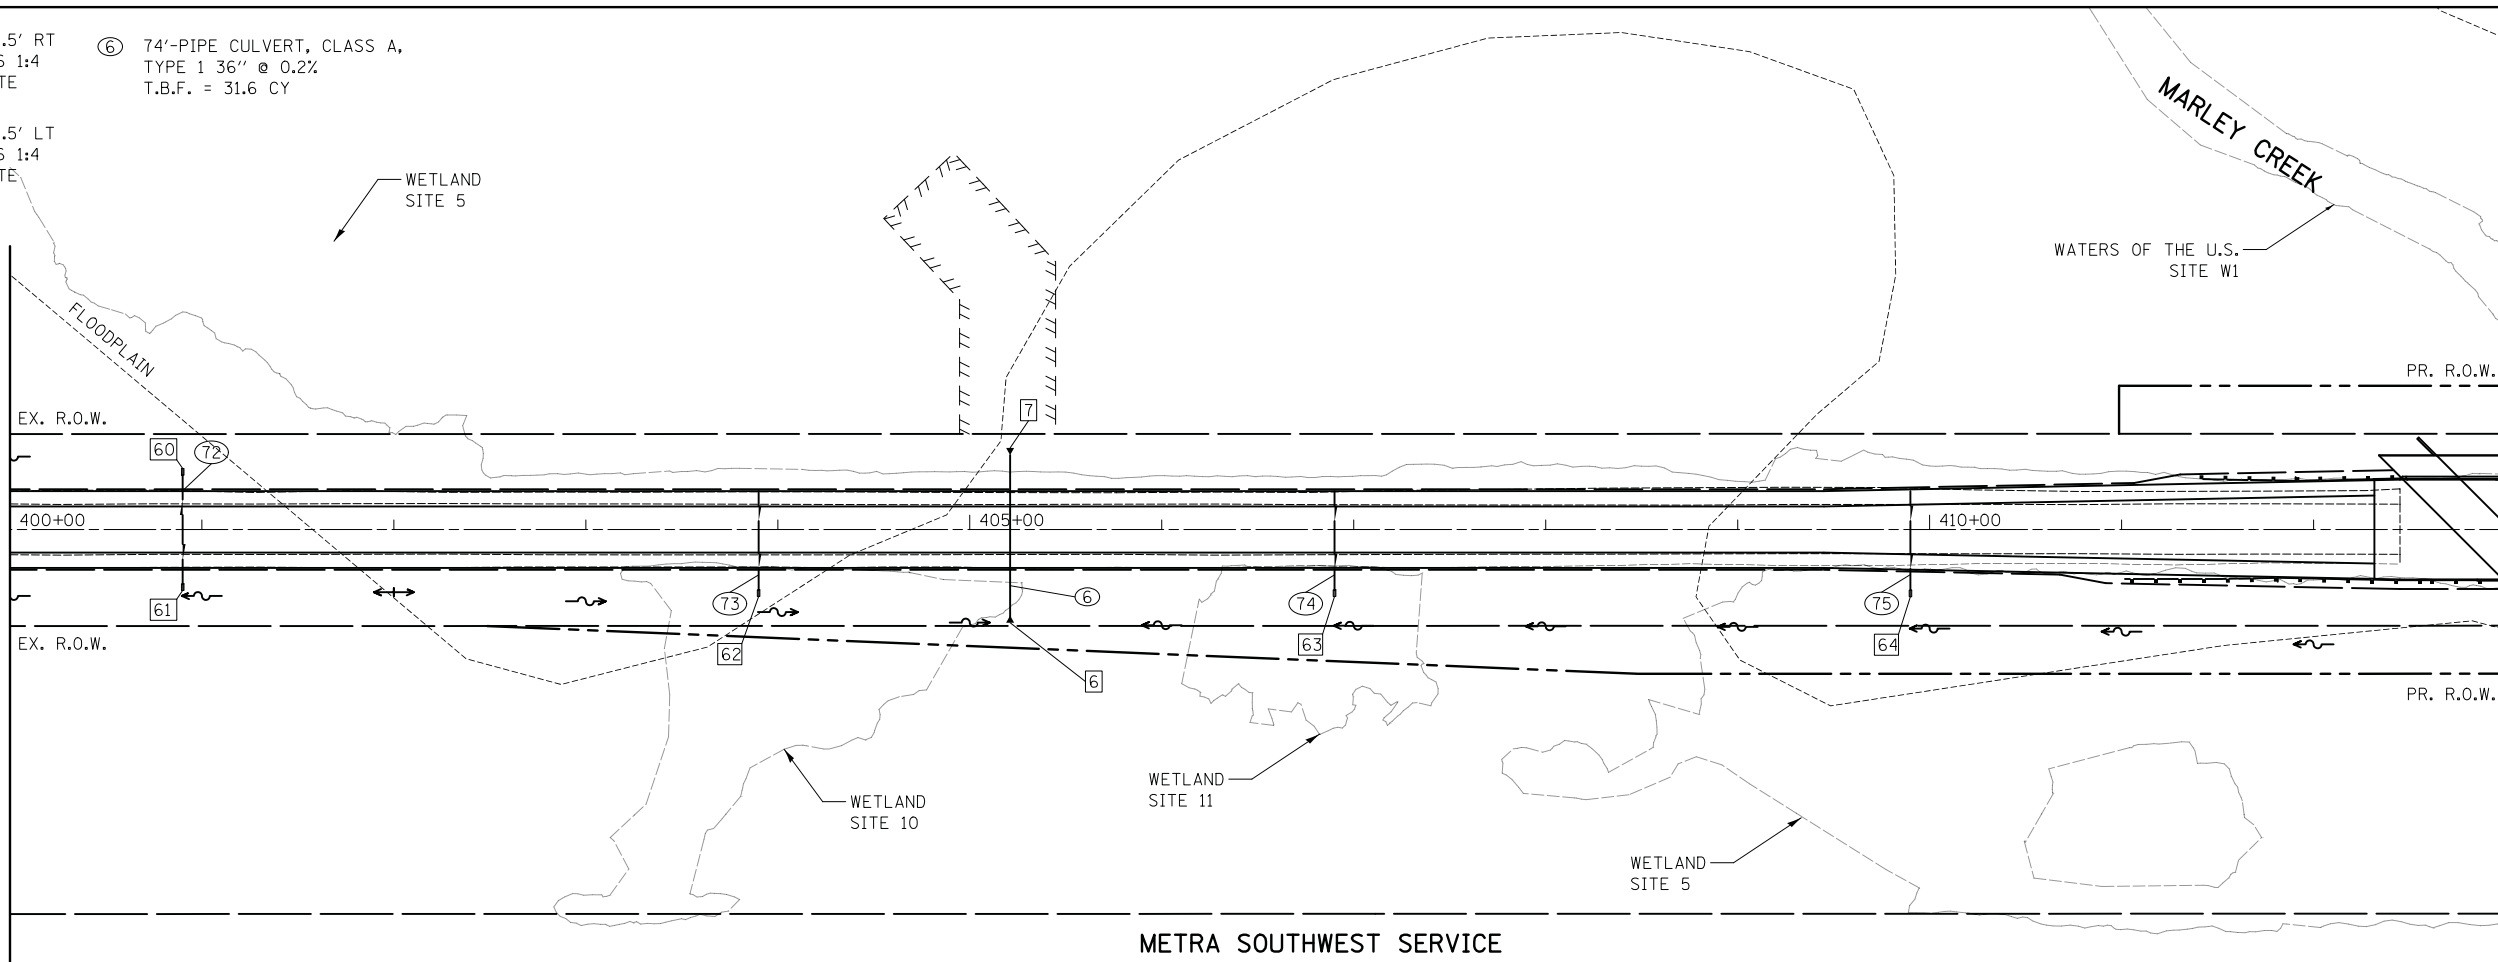 .5' RT
S 1:4
TE
.5' LT
S 1:4
TE
6 74'-PIPE CULVERT, CLASS A,
TYPE 1 36'' @ 0.2%
T.B.F. = 31.6 CY
WETLAND
SITE 5
MARLEY CREEK
WATERS OF THE U.S.
SITE W1
FLOODPLAIN
PR. R.O.W.
EX. R.O.W.
7
60
72
400+00
405+00
410+00
61
73
6
74
75
62
63
64
EX. R.O.W.
6
PR. R.O.W.
WETLAND
SITE 10
WETLAND
SITE 11
WETLAND
SITE 5
METRA SOUTHWEST SERVICE